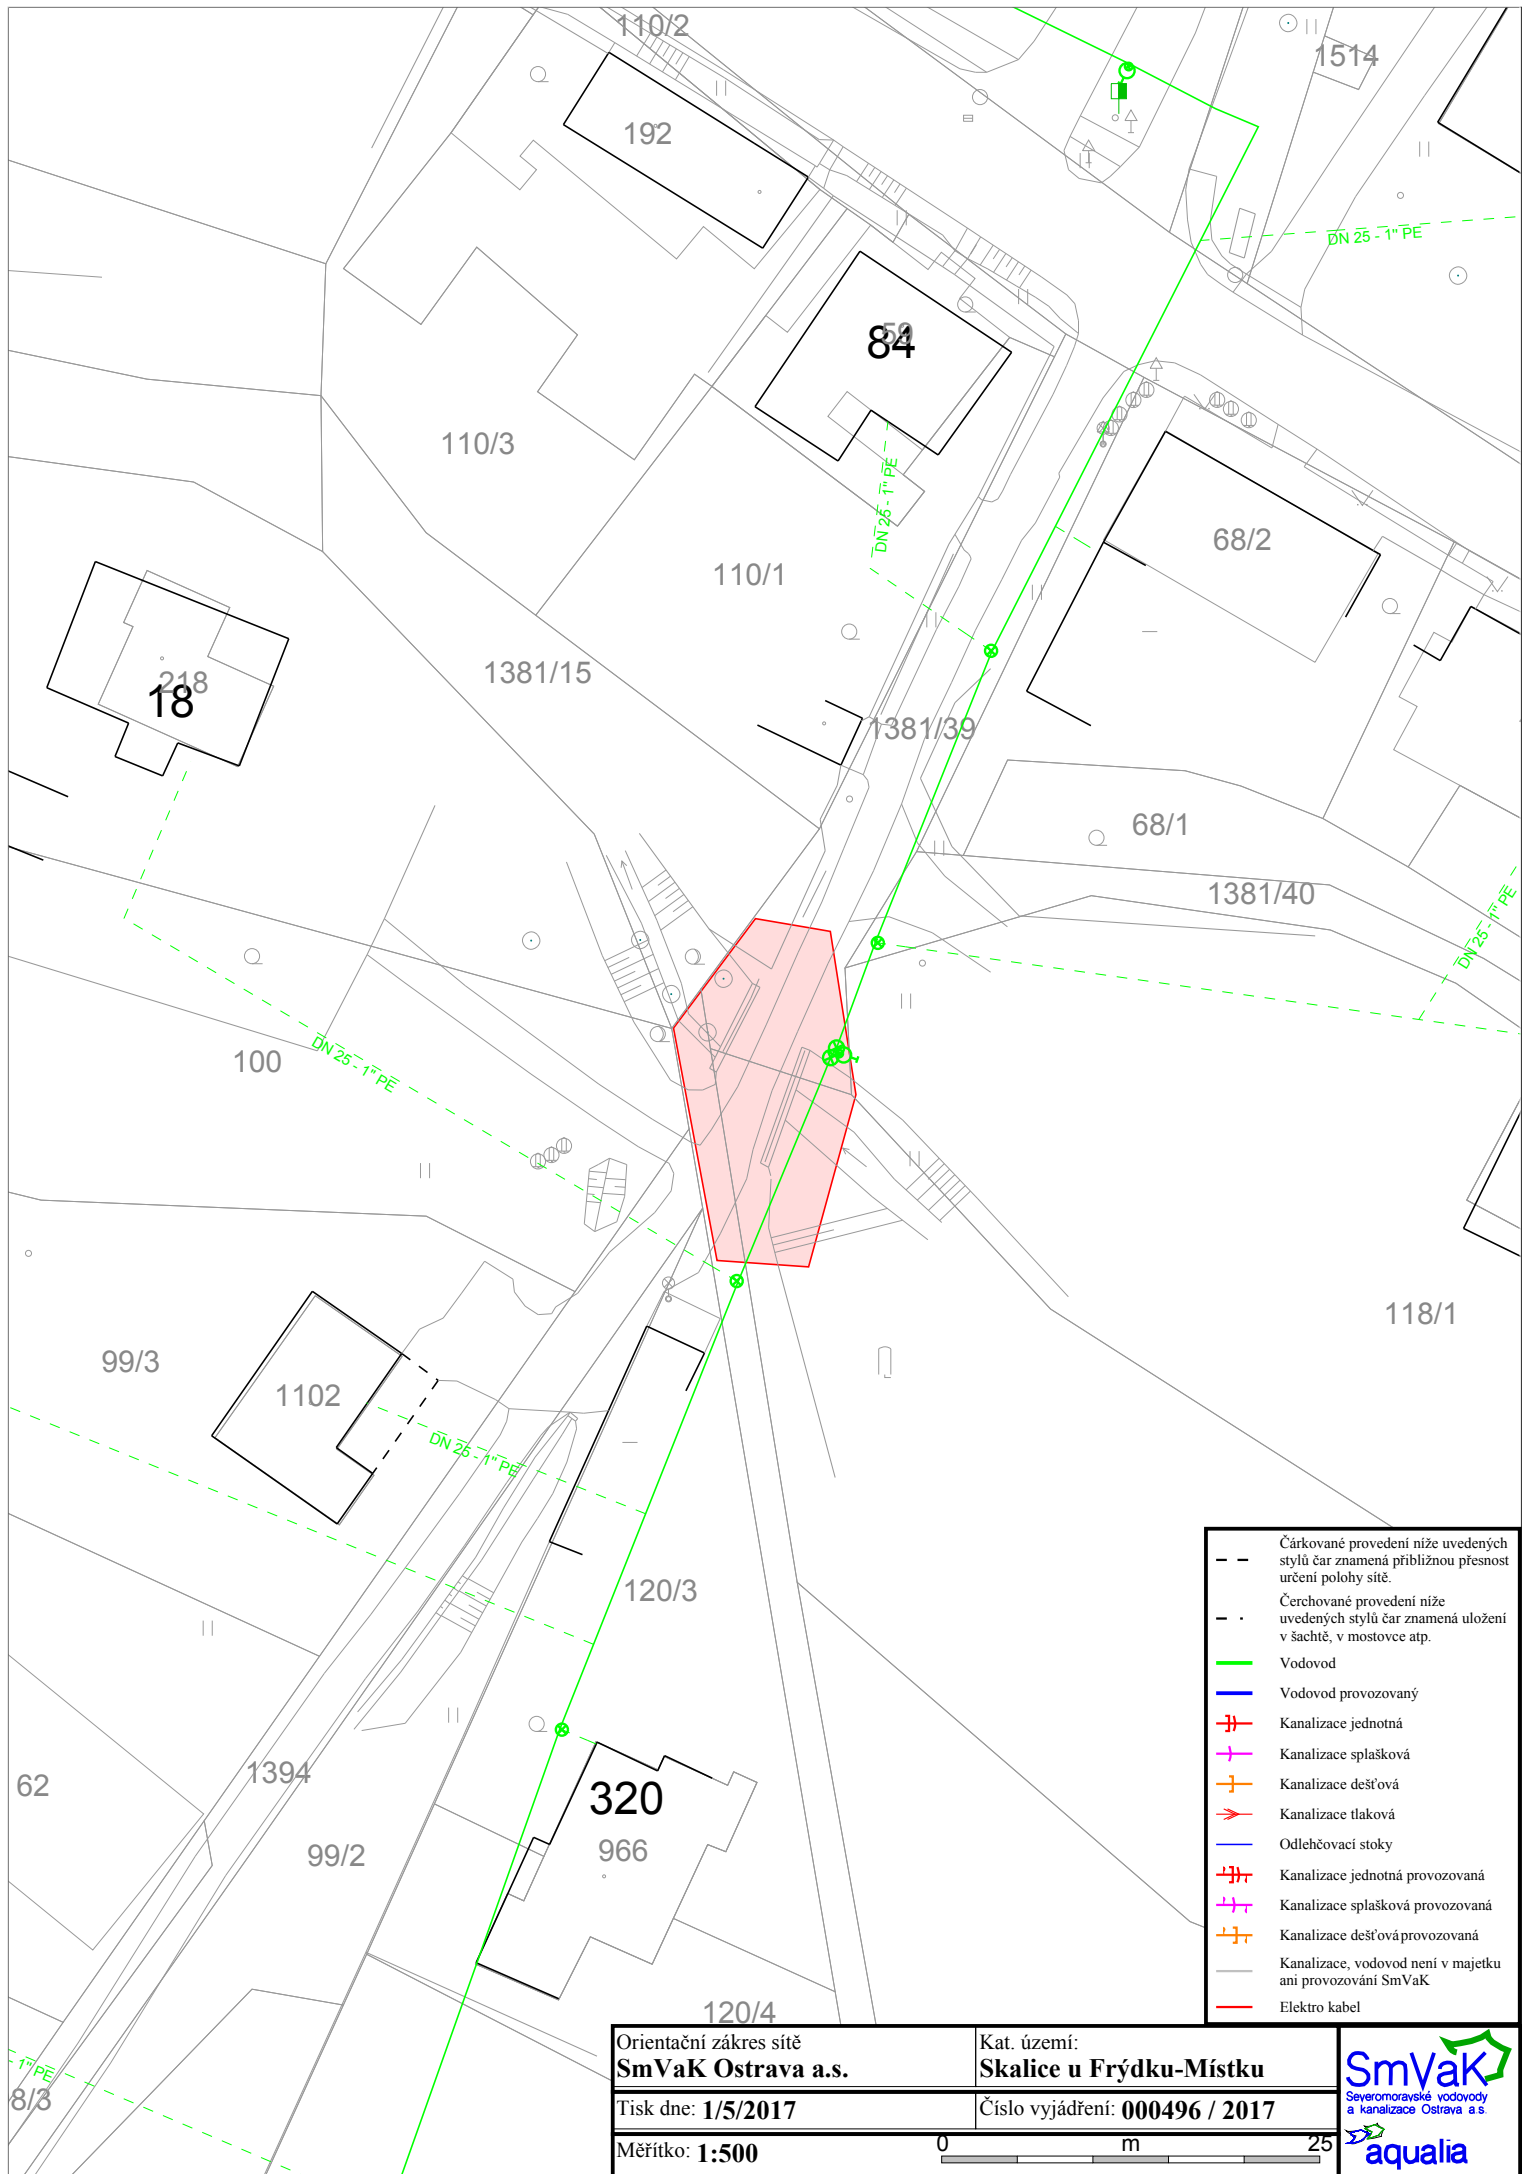 110/2
1514
192
DN 25 - 1" PE
59
84
110/3
DN 25 - 1" PE
68/2
110/1
1381/15
218
18
1381/39
68/1
1381/40
DN 25 - 1" PE
100
DN 25 - 1" PE
118/1
99/3
1102
DN 25 - 1" PE
120/3
62
1394
320
99/2
966
120/4
1" PE
8/3
Čárkované provedení níže uvedených
stylů čar znamená přibližnou přesnost
určení polohy sítě.
Čerchované provedení níže
uvedených stylů čar znamená uložení
v šachtě, v mostovce atp.
Vodovod
Vodovod provozovaný
Kanalizace jednotná
Kanalizace splašková
Kanalizace dešťová
Kanalizace tlaková
Odlehčovací stoky
Kanalizace jednotná provozovaná
Kanalizace splašková provozovaná
Kanalizace dešťová provozovaná
Kanalizace, vodovod není v majetku
ani provozování SmVaK
Elektro kabel
Orientační zákres sítě
SmVaK Ostrava a.s.
Kat. území:
Skalice u Frýdku-Místku
Tisk dne: 1/5/2017
Číslo vyjádření: 000496 / 2017
Měřítko: 1:500
0 m 25
SmVaK
Severomoravské vodovody
a kanalizace Ostrava a.s.
aqualia